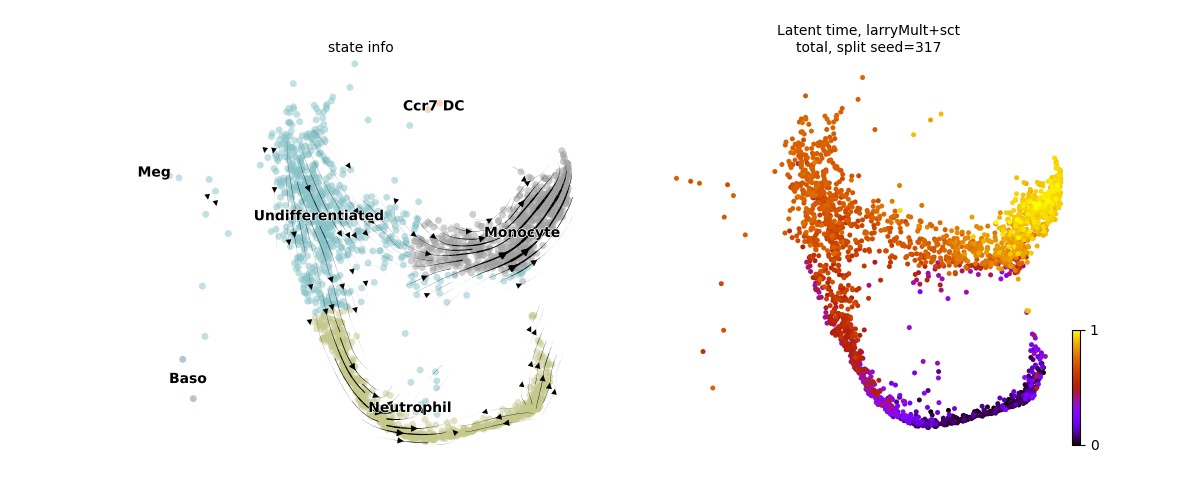 state info
Latent time, larryMult+sct
total, split seed=317
Ccr7 DC
Meg
Undifferentiated
Monocyte
Baso
Neutrophil
1
0